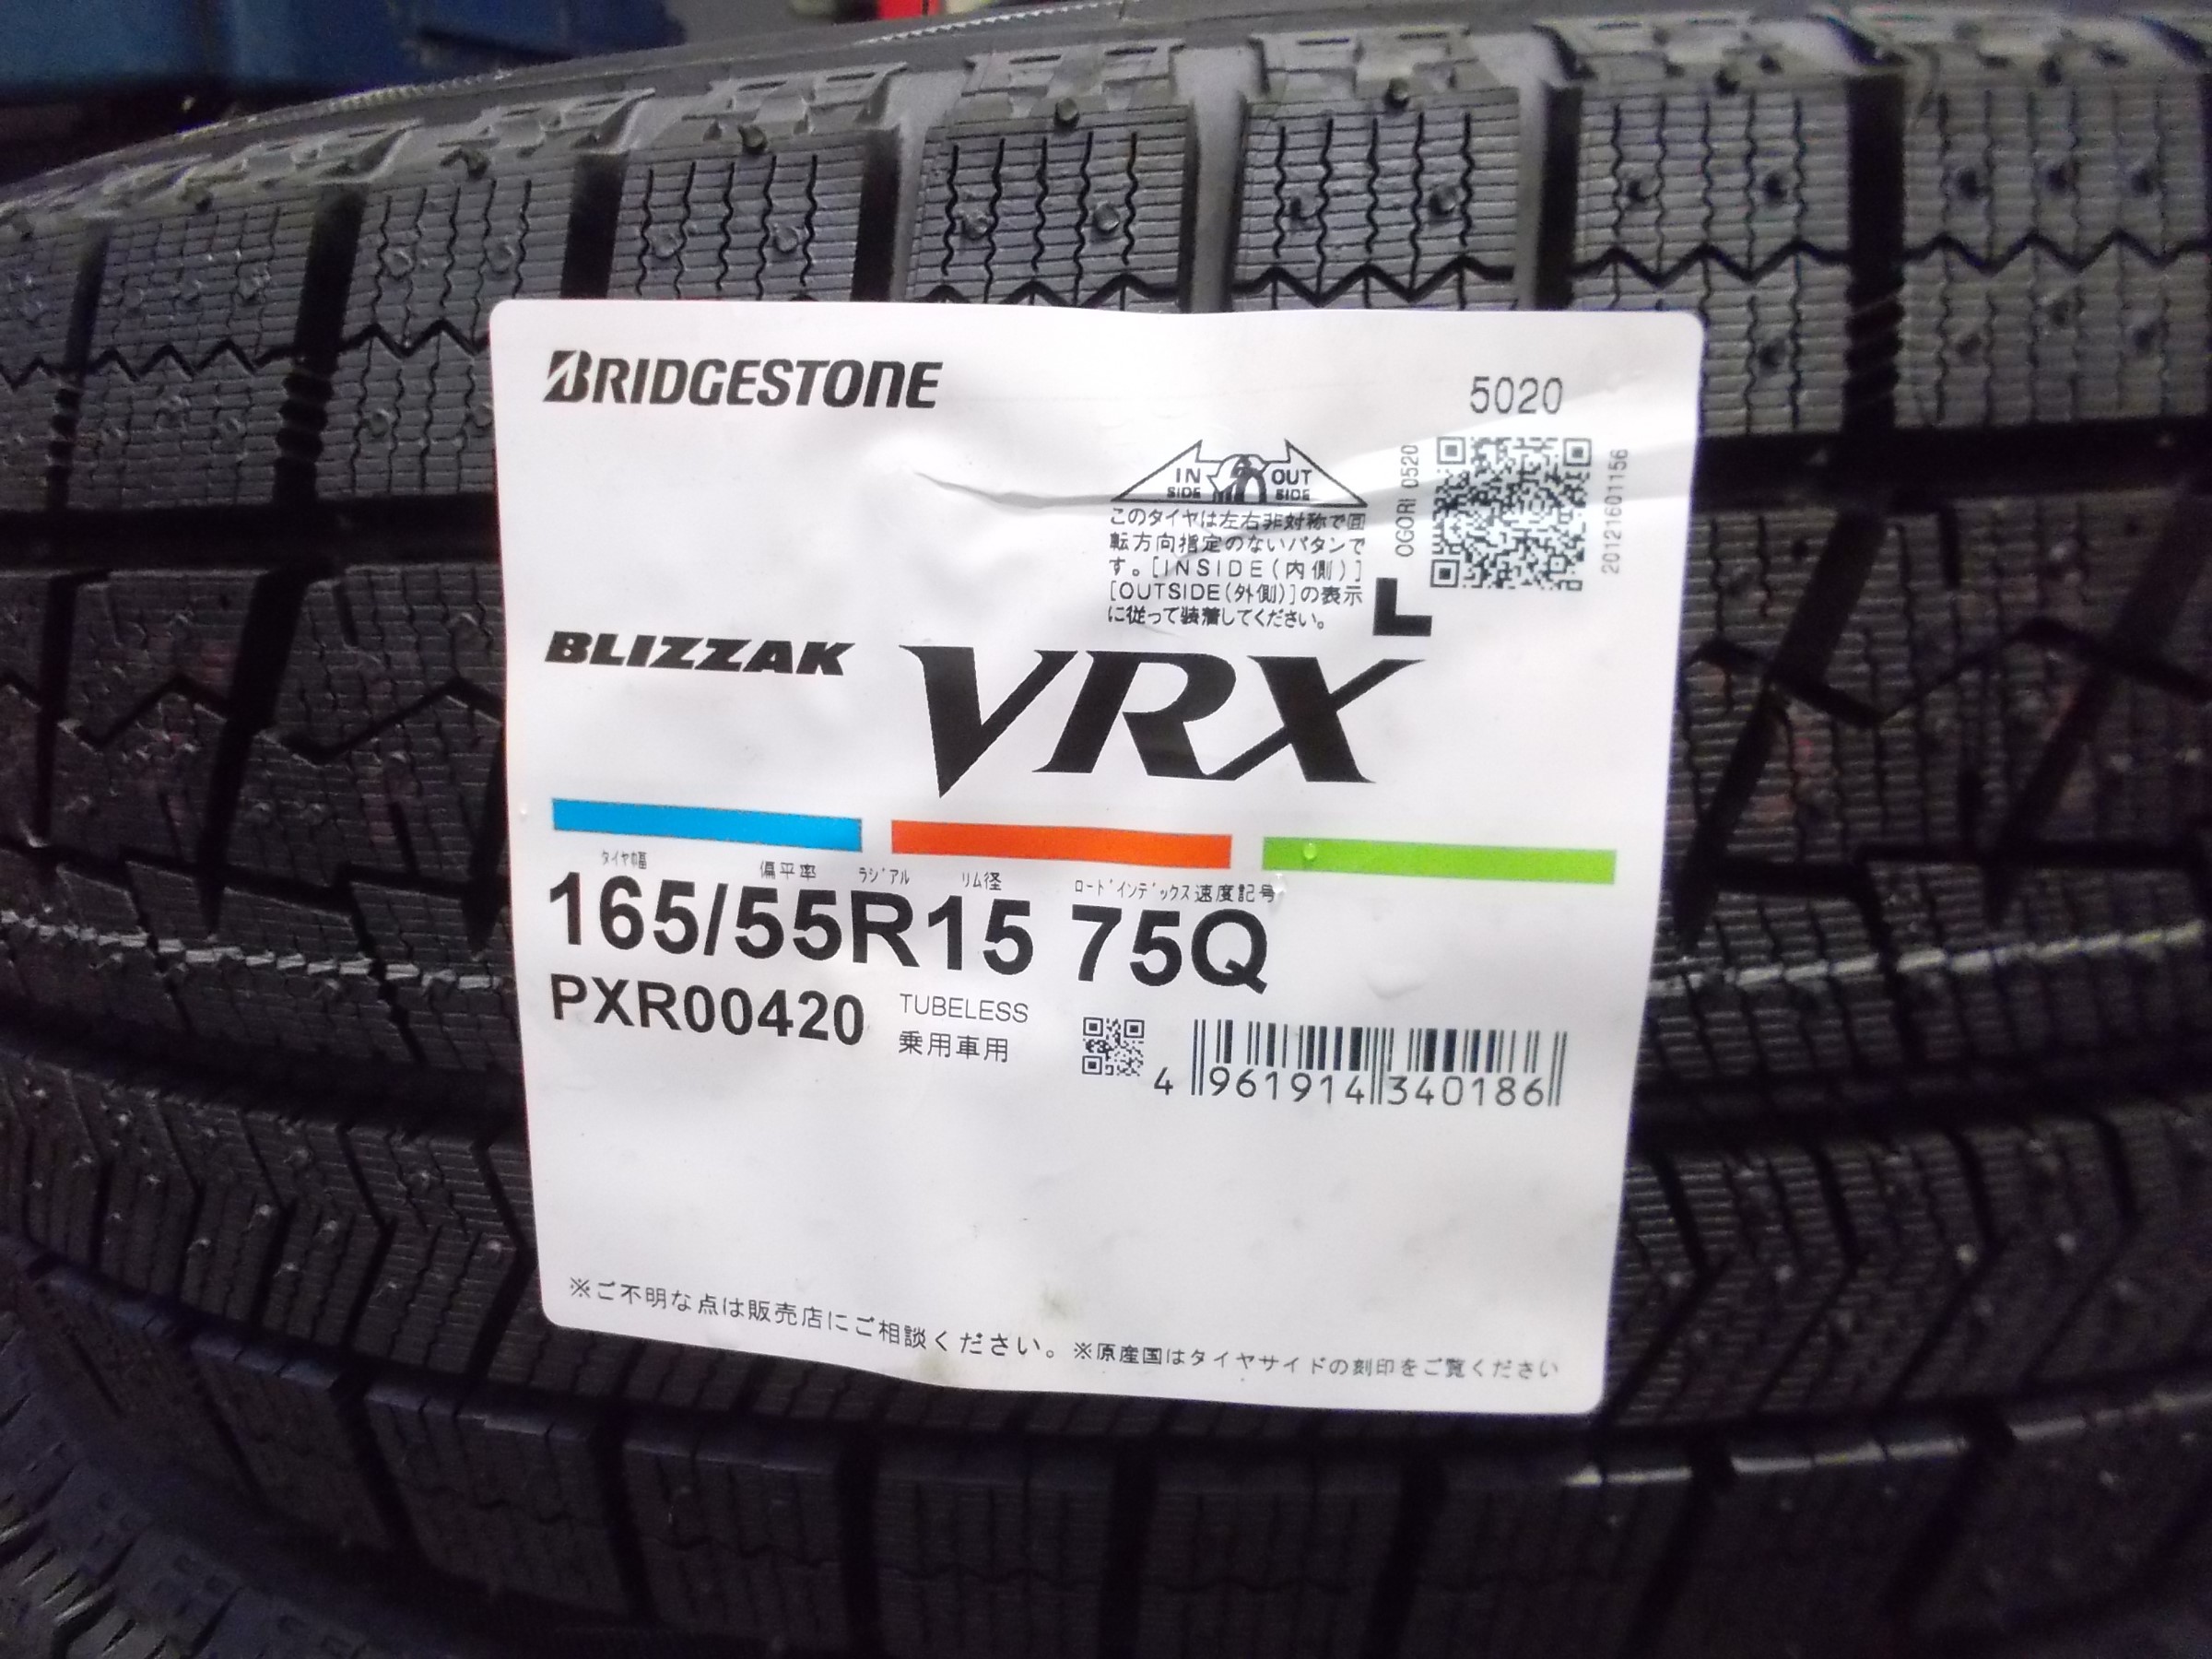 BRIDGESTONE
5020
IN SIDE OUT SIDE
OGORI 0520
201216601156
このタイヤは左右非対称で回
転方向指定のないパタンで
す。[INSIDE(内側)]
[OUTSIDE(外側)]の表示
に従って装着してください。
L
BLIZZAK VRX
タイヤ幅 偏平率 ラジアル リム径 ロードインデックス 速度記号
165/55R15 75Q
PXR00420 TUBELESS
乗用車用
4 961914 340186
※ご不明な点は販売店にご相談ください。※原産国はタイヤサイドの刻印をご覧ください